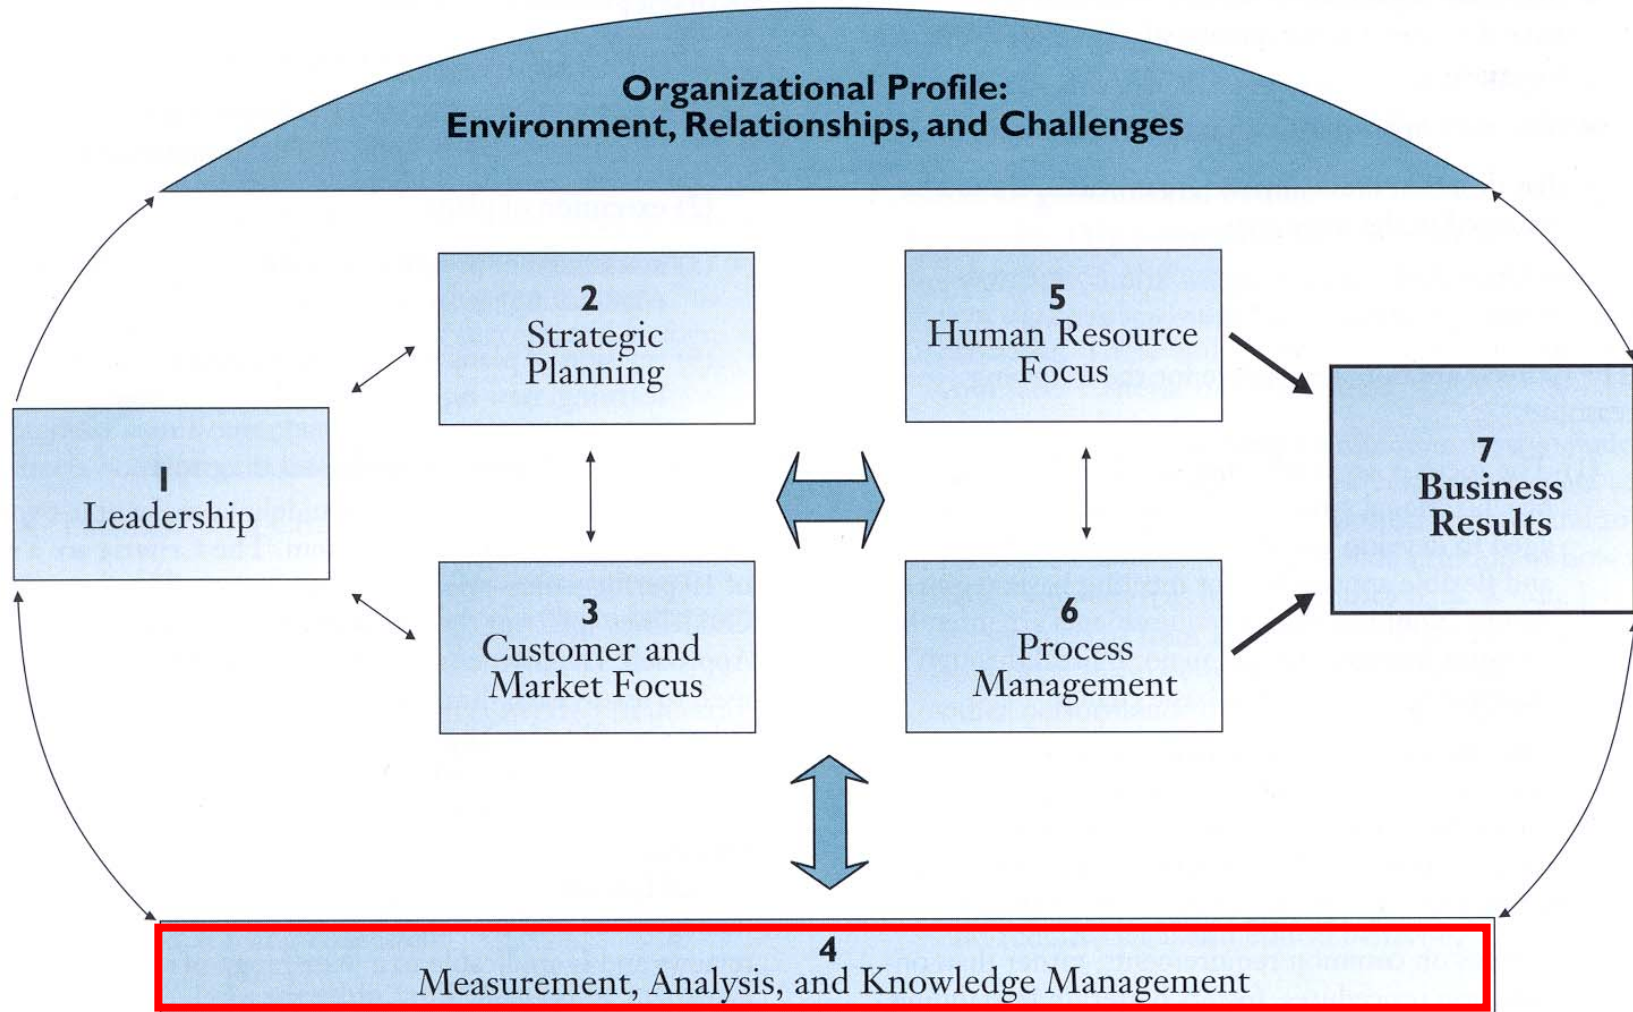 Organizational Profile:
Environment, Relationships, and Challenges
2
Strategic
Planning
5
Human Resource
Focus
1
Leadership
7
Business
Results
3
Customer and
Market Focus
6
Process
Management
4
Measurement, Analysis, and Knowledge Management